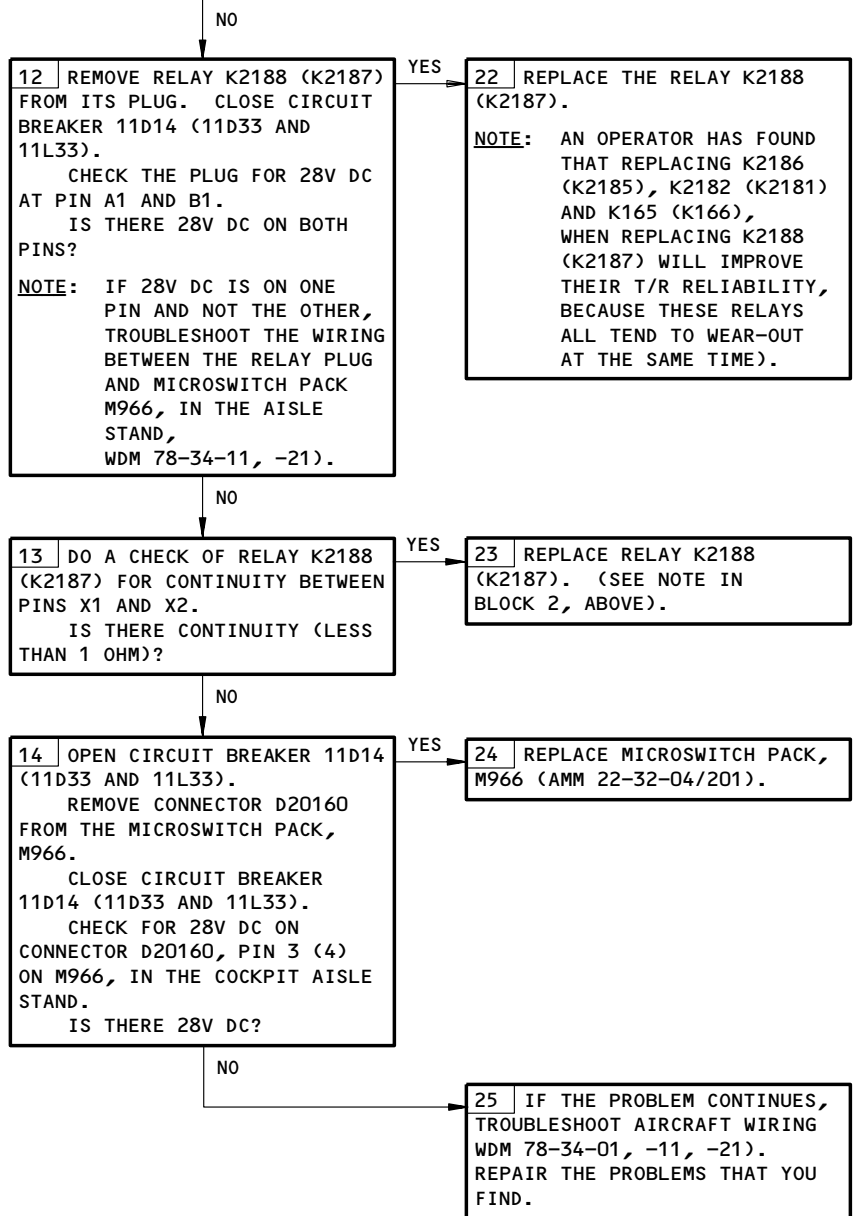 NO
12 REMOVE RELAY K2188 (K2187)
FROM ITS PLUG. CLOSE CIRCUIT
BREAKER 11D14 (11D33 AND
11L33).
CHECK THE PLUG FOR 28V DC
AT PIN A1 AND B1.
IS THERE 28V DC ON BOTH
PINS?
NOTE: IF 28V DC IS ON ONE
PIN AND NOT THE OTHER,
TROUBLESHOOT THE WIRING
BETWEEN THE RELAY PLUG
AND MICROSWITCH PACK
M966, IN THE AISLE
STAND,
WDM 78-34-11, -21).
YES
22 REPLACE THE RELAY K2188
(K2187).
NOTE: AN OPERATOR HAS FOUND
THAT REPLACING K2186
(K2185), K2182 (K2181)
AND K165 (K166),
WHEN REPLACING K2188
(K2187) WILL IMPROVE
THEIR T/R RELIABILITY,
BECAUSE THESE RELAYS
ALL TEND TO WEAR-OUT
AT THE SAME TIME).
NO
13 DO A CHECK OF RELAY K2188
(K2187) FOR CONTINUITY BETWEEN
PINS X1 AND X2.
IS THERE CONTINUITY (LESS
THAN 1 OHM)?
YES
23 REPLACE RELAY K2188
(K2187). (SEE NOTE IN
BLOCK 2, ABOVE).
NO
14 OPEN CIRCUIT BREAKER 11D14
(11D33 AND 11L33).
REMOVE CONNECTOR D20160
FROM THE MICROSWITCH PACK,
M966.
CLOSE CIRCUIT BREAKER
11D14 (11D33 AND 11L33).
CHECK FOR 28V DC ON
CONNECTOR D20160, PIN 3 (4)
ON M966, IN THE COCKPIT AISLE
STAND.
IS THERE 28V DC?
YES
24 REPLACE MICROSWITCH PACK,
M966 (AMM 22-32-04/201).
NO
25 IF THE PROBLEM CONTINUES,
TROUBLESHOOT AIRCRAFT WIRING
WDM 78-34-01, -11, -21).
REPAIR THE PROBLEMS THAT YOU
FIND.